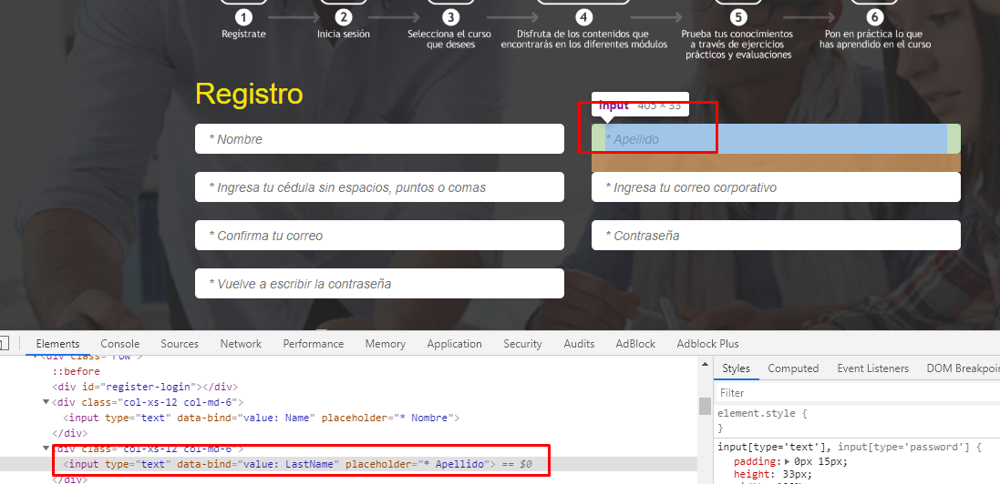 1 2 3 4 5 6
Regístrate
Inicia sesión
Selecciona el curso
que desees
Disfruta de los contenidos que
encontrarás en los diferentes módulos
Prueba tus conocimientos
a través de ejercicios
prácticos y evaluaciones
Pon en práctica lo que
has aprendido en el curso
Registro
input 405 × 33
* Nombre
* Apellido
* Ingresa tu cédula sin espacios, puntos o comas
* Ingresa tu correo corporativo
* Confirma tu correo
* Contraseña
* Vuelve a escribir la contraseña
Elements Console Sources Network Performance Memory Application Security Audits AdBlock Adblock Plus
<div class="row">
::before
<div id="register-login"></div>
<div class="col-xs-12 col-md-6">
<input type="text" data-bind="value: Name" placeholder="* Nombre">
</div>
<div class="col-xs-12 col-md-6">
<input type="text" data-bind="value: LastName" placeholder="* Apellido"> == $0
</div>
Styles Computed Event Listeners DOM Breakpoi
Filter
element.style {
}
input[type='text'], input[type='password'] {
padding: 0px 15px;
height: 33px;